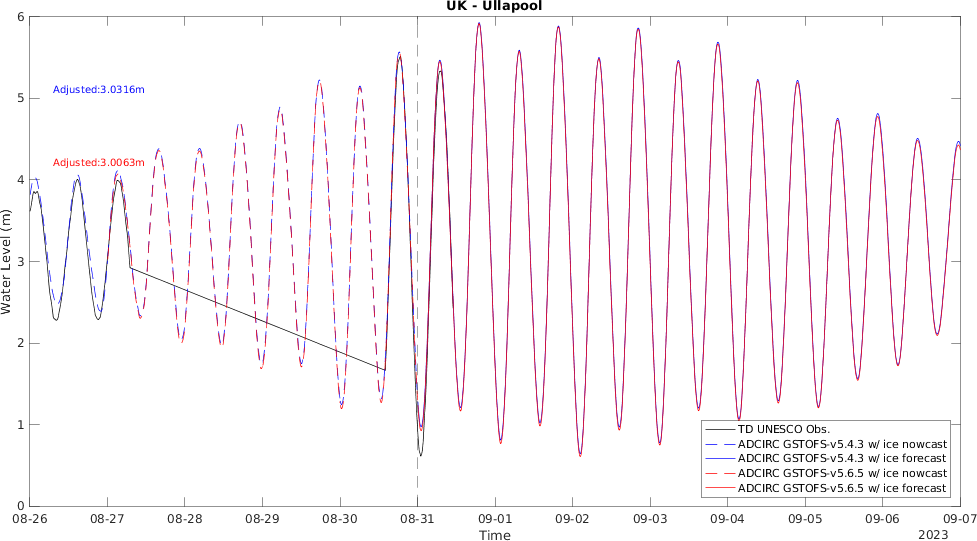 UK - Ullapool
6
5
4
3
2
1
0
Water Level (m)
Adjusted:3.0316m
Adjusted:3.0063m
TD UNESCO Obs.
ADCIRC GSTOFS-v5.4.3 w/ ice nowcast
ADCIRC GSTOFS-v5.4.3 w/ ice forecast
ADCIRC GSTOFS-v5.6.5 w/ ice nowcast
ADCIRC GSTOFS-v5.6.5 w/ ice forecast
08-26 08-27 08-28 08-29 08-30 08-31 09-01 09-02 09-03 09-04 09-05 09-06 09-07
Time
2023